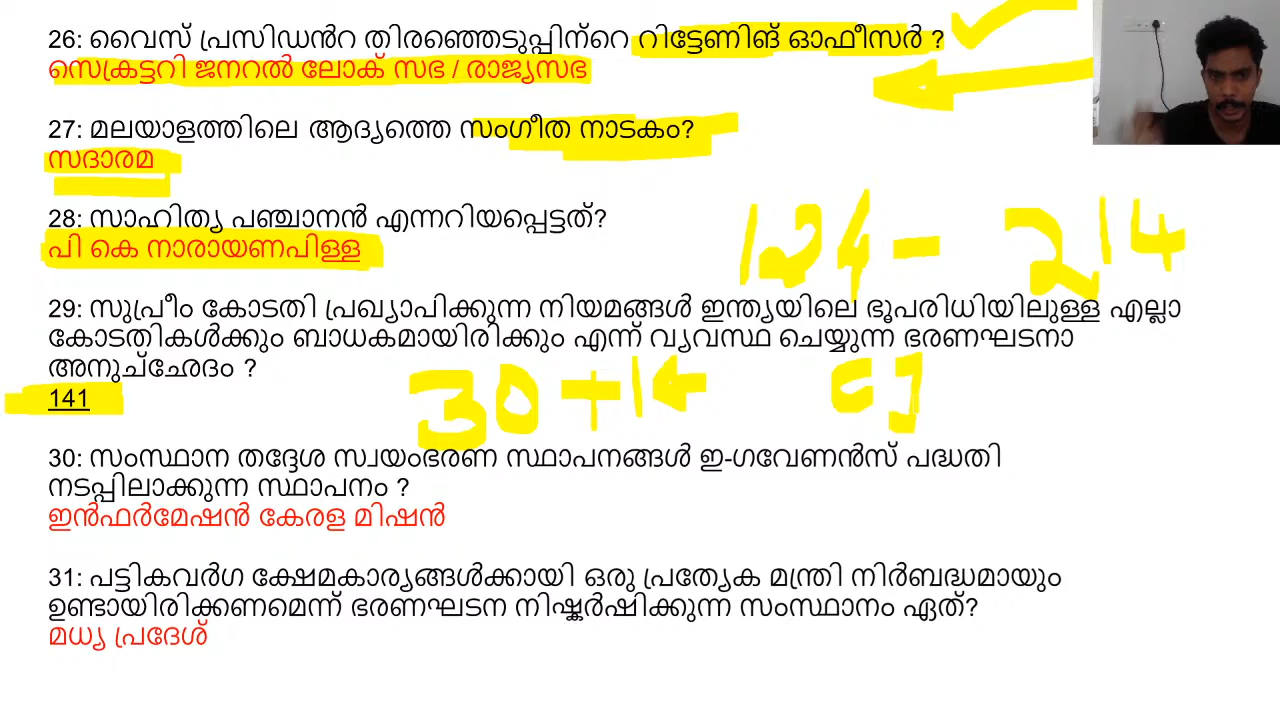 26: വൈസ് പ്രസിഡൻറ തിരഞ്ഞെടുപ്പിന്റെ റിട്ടേണിങ് ഓഫീസർ ?
സെക്രട്ടറി ജനറൽ ലോക് സഭ / രാജ്യസഭ
27: മലയാളത്തിലെ ആദ്യത്തെ സംഗീത നാടകം?
സദാരമ
28: സാഹിത്യ പഞ്ചാനൻ എന്നറിയപ്പെട്ടത്?
പി കെ നാരായണപിള്ള
124 - 214
29: സുപ്രീം കോടതി പ്രഖ്യാപിക്കുന്ന നിയമങ്ങൾ ഇന്ത്യയിലെ ഭൂപരിധിയിലുള്ള എല്ലാ
കോടതികൾക്കും ബാധകമായിരിക്കും എന്ന് വ്യവസ്ഥ ചെയ്യുന്ന ഭരണഘടനാ
അനുച്ഛേദം ?
141
30 + 1
30: സംസ്ഥാന തദ്ദേശ സ്വയംഭരണ സ്ഥാപനങ്ങൾ ഇ-ഗവേണൻസ് പദ്ധതി
നടപ്പിലാക്കുന്ന സ്ഥാപനം ?
ഇൻഫർമേഷൻ കേരള മിഷൻ
31: പട്ടികവർഗ ക്ഷേമകാര്യങ്ങൾക്കായി ഒരു പ്രത്യേക മന്ത്രി നിർബദ്ധമായും
ഉണ്ടായിരിക്കണമെന്ന് ഭരണഘടന നിഷ്കർഷിക്കുന്ന സംസ്ഥാനം ഏത്?
മധ്യ പ്രദേശ്